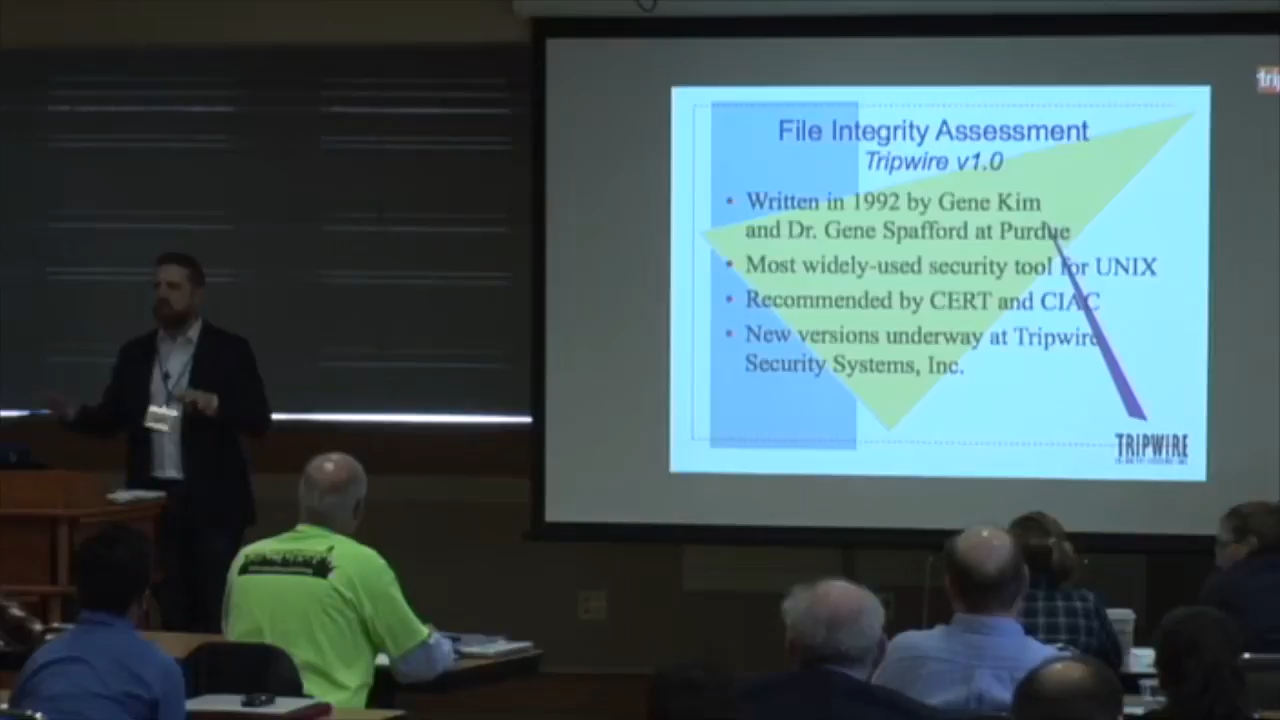 File Integrity Assessment
Tripwire v1.0
• Written in 1992 by Gene Kim
and Dr. Gene Spafford at Purdue
• Most widely-used security tool for UNIX
• Recommended by CERT and CIAC
• New versions underway at Tripwire
Security Systems, Inc.
TRIPWIRE